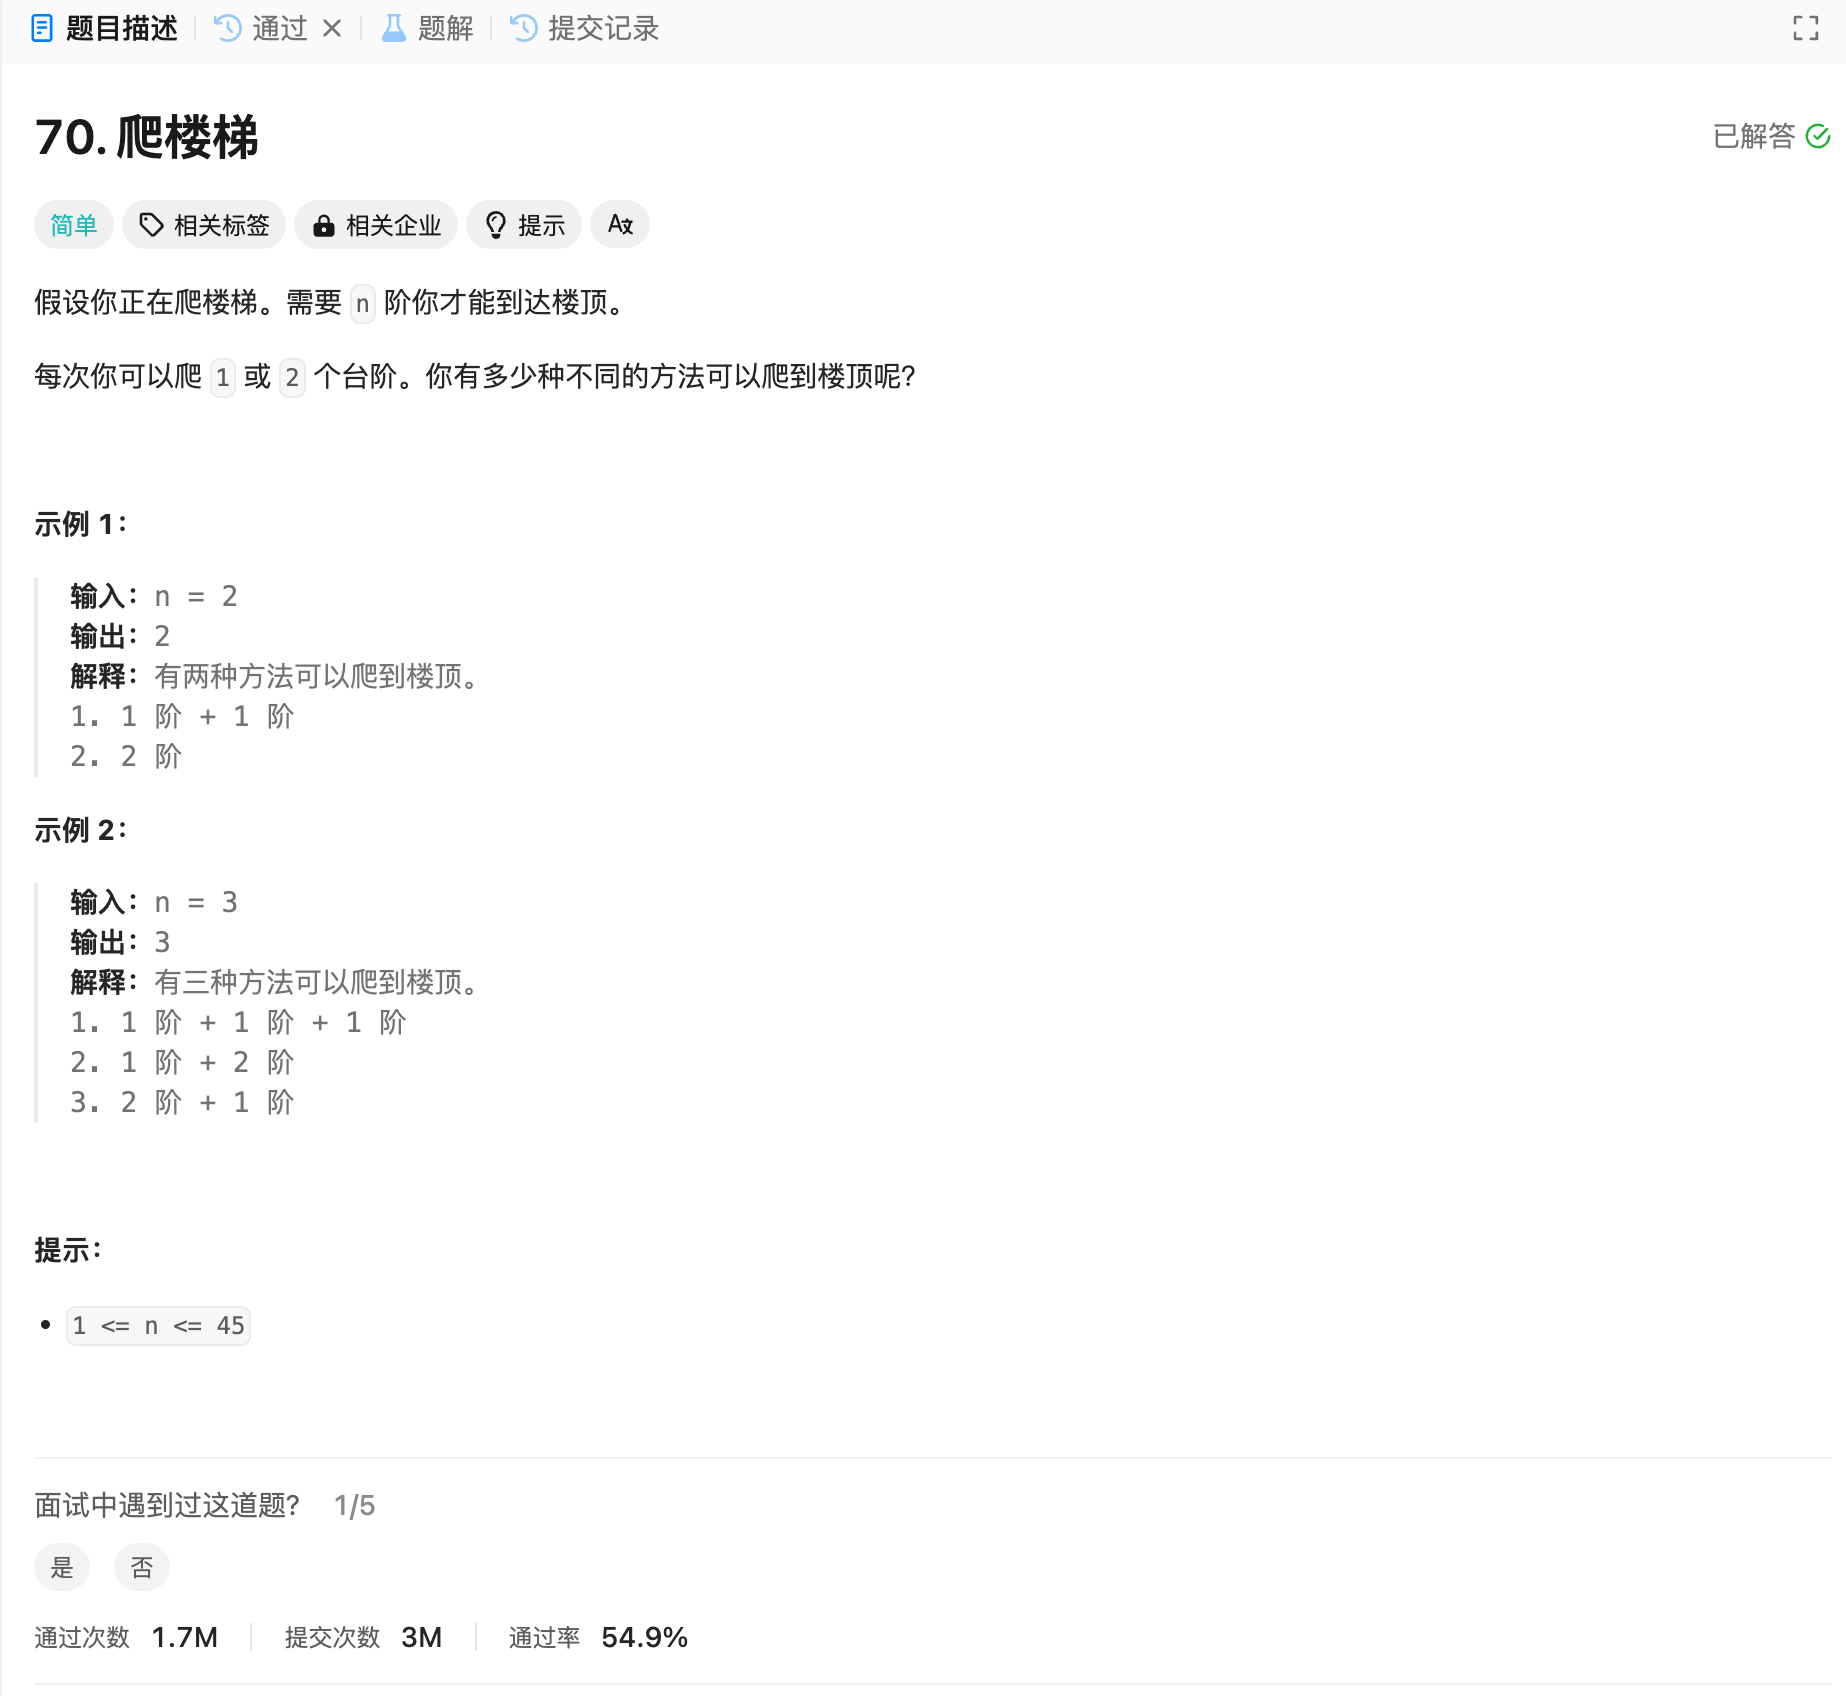 题目描述 通过 题解 提交记录
70. 爬楼梯
已解答
简单 相关标签 相关企业 提示
假设你正在爬楼梯。需要 n 阶你才能到达楼顶。
每次你可以爬 1 或 2 个台阶。你有多少种不同的方法可以爬到楼顶呢?
示例 1:
输入: n = 2
输出: 2
解释: 有两种方法可以爬到楼顶。
1. 1 阶 + 1 阶
2. 2 阶
示例 2:
输入: n = 3
输出: 3
解释: 有三种方法可以爬到楼顶。
1. 1 阶 + 1 阶 + 1 阶
2. 1 阶 + 2 阶
3. 2 阶 + 1 阶
提示:
• 1 <= n <= 45
面试中遇到过这道题? 1/5
是 否
通过次数 1.7M 提交次数 3M 通过率 54.9%